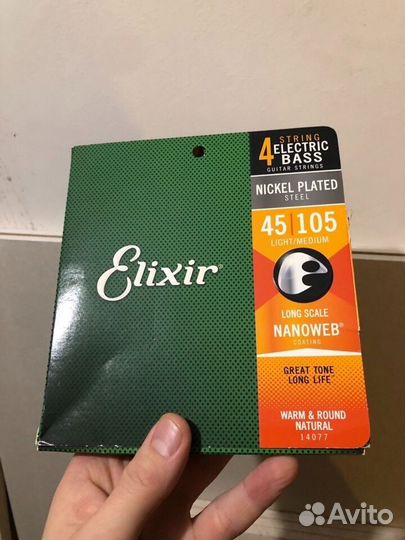 Elixir
4 STRING
ELECTRIC
BASS
GUITAR STRINGS
NICKEL PLATED
STEEL
45 | 105
LIGHT/MEDIUM
LONG SCALE
NANOWEB®
COATING
GREAT TONE
LONG LIFE
WARM & ROUND
NATURAL
14077
Avito